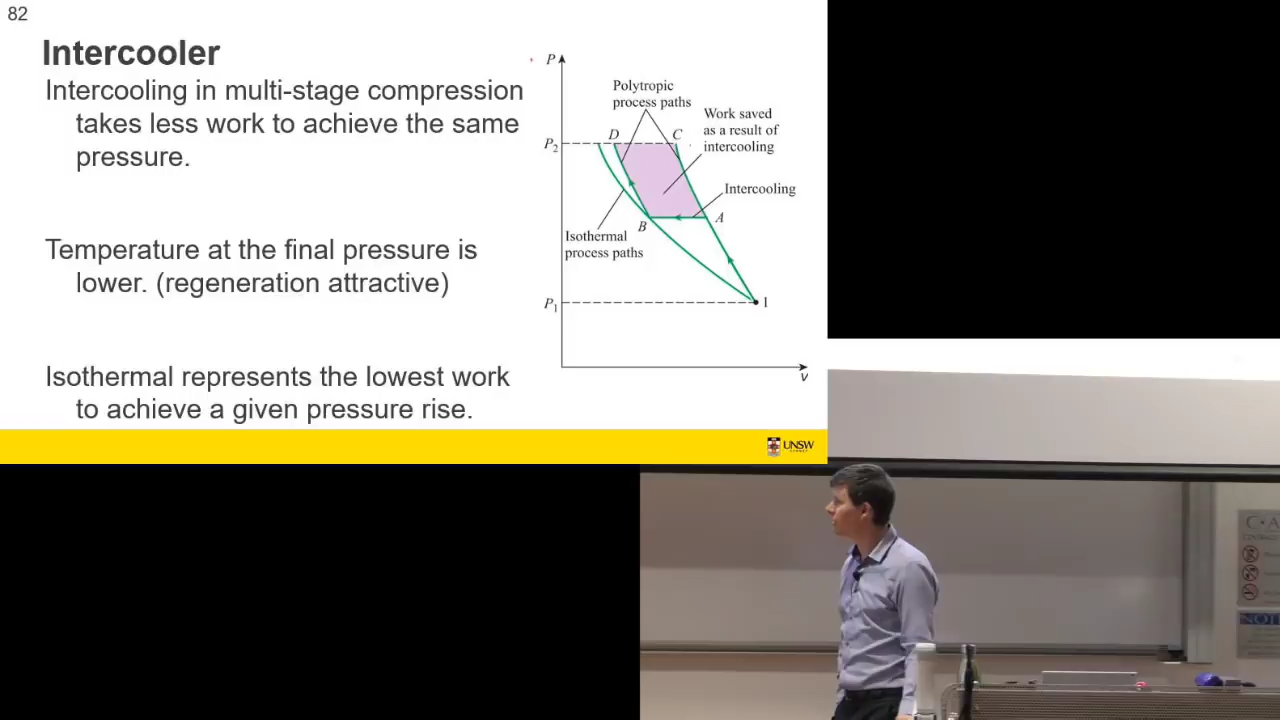 82
Intercooler
Intercooling in multi-stage compression
takes less work to achieve the same
pressure.
Temperature at the final pressure is
lower. (regeneration attractive)
Isothermal represents the lowest work
to achieve a given pressure rise.
P
Polytropic
process paths
Work saved
as a result of
intercooling
D
C
P2
Intercooling
B
A
Isothermal
process paths
P1
1
v
UNSW
SYDNEY
C A
NOT